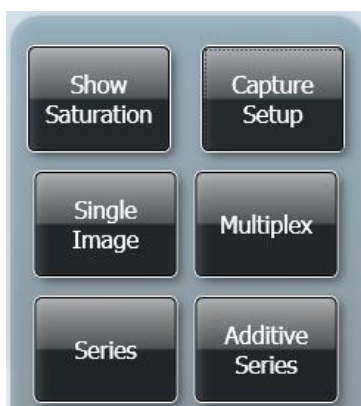 Show
Saturation
Capture
Setup
Single
Image
Multiplex
Series
Additive
Series